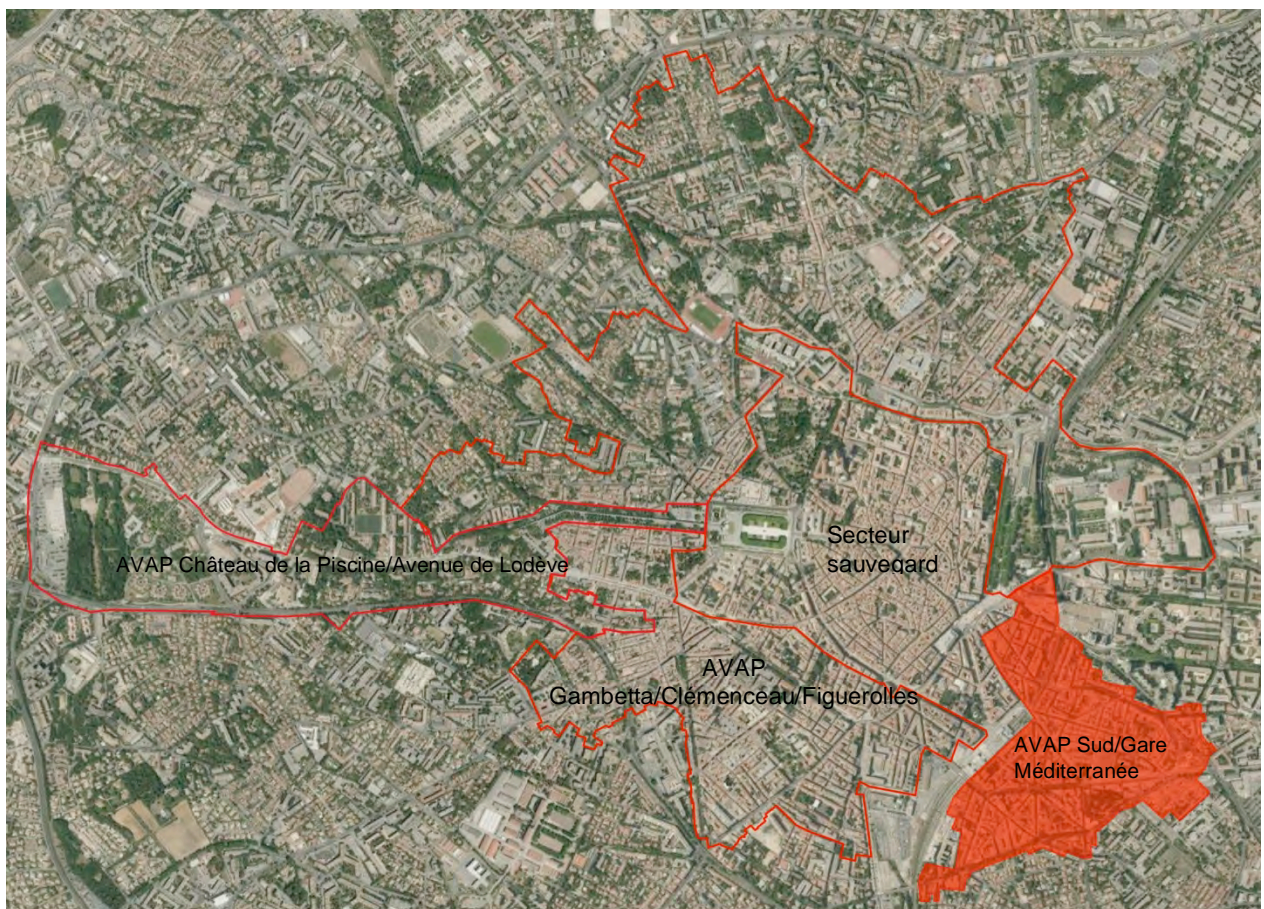 Secteur
sauvegard
AVAP Château de la Piscine/Avenue de Lodève
AVAP
Gambetta/Clémenceau/Figuerolles
AVAP Sud/Gare
Méditerranée